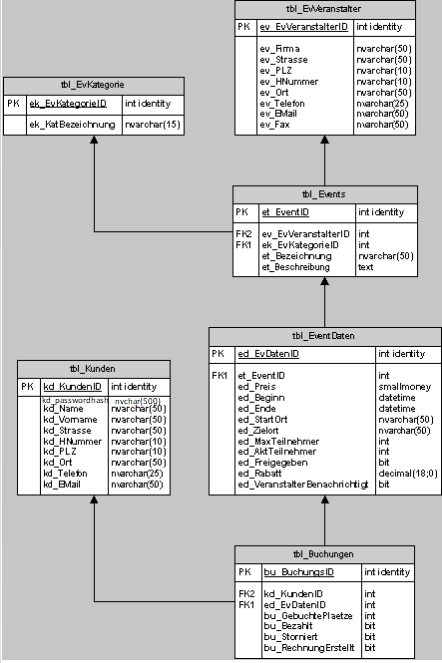 tbl_EvVeranstalter
PK ev_EvVeranstalterID int identity
ev_Firma nvarchar(50)
ev_Strasse nvarchar(50)
ev_PLZ nvarchar(10)
ev_HNummer nvarchar(10)
ev_Ort nvarchar(50)
ev_Telefon nvarchar(25)
ev_EMail nvarchar(50)
ev_Fax nvarchar(50)
tbl_EvKategorie
PK ek_EvKategorieID int identity
ek_KatBezeichnung nvarchar(15)
tbl_Events
PK et_EventID int identity
FK2 ev_EvVeranstalterID int
FK1 ek_EvKategorieID int
et_Bezeichnung nvarchar(50)
et_Beschreibung text
tbl_EventDaten
PK ed_EvDatenID int identity
FK1 et_EventID int
ed_Preis smallmoney
ed_Beginn datetime
ed_Ende datetime
ed_StartOrt nvarchar(50)
ed_Zielort nvarchar(50)
ed_MaxTeilnehmer int
ed_AktTeilnehmer int
ed_Freigegeben bit
ed_Rabatt decimal(18;0)
ed_VeranstalterBenachrichtigt bit
tbl_Kunden
PK kd_KundenID int identity
kd_passwordhash nvchar(500)
kd_Name nvarchar(50)
kd_Vorname nvarchar(50)
kd_Strasse nvarchar(50)
kd_HNummer nvarchar(10)
kd_PLZ nvarchar(10)
kd_Ort nvarchar(50)
kd_Telefon nvarchar(25)
kd_EMail nvarchar(50)
tbl_Buchungen
PK bu_BuchungsID int identity
FK2 kd_KundenID int
FK1 ed_EvDatenID int
bu_GebuchtePlaetze int
bu_Bezahlt bit
bu_Storniert bit
bu_RechnungErstellt bit